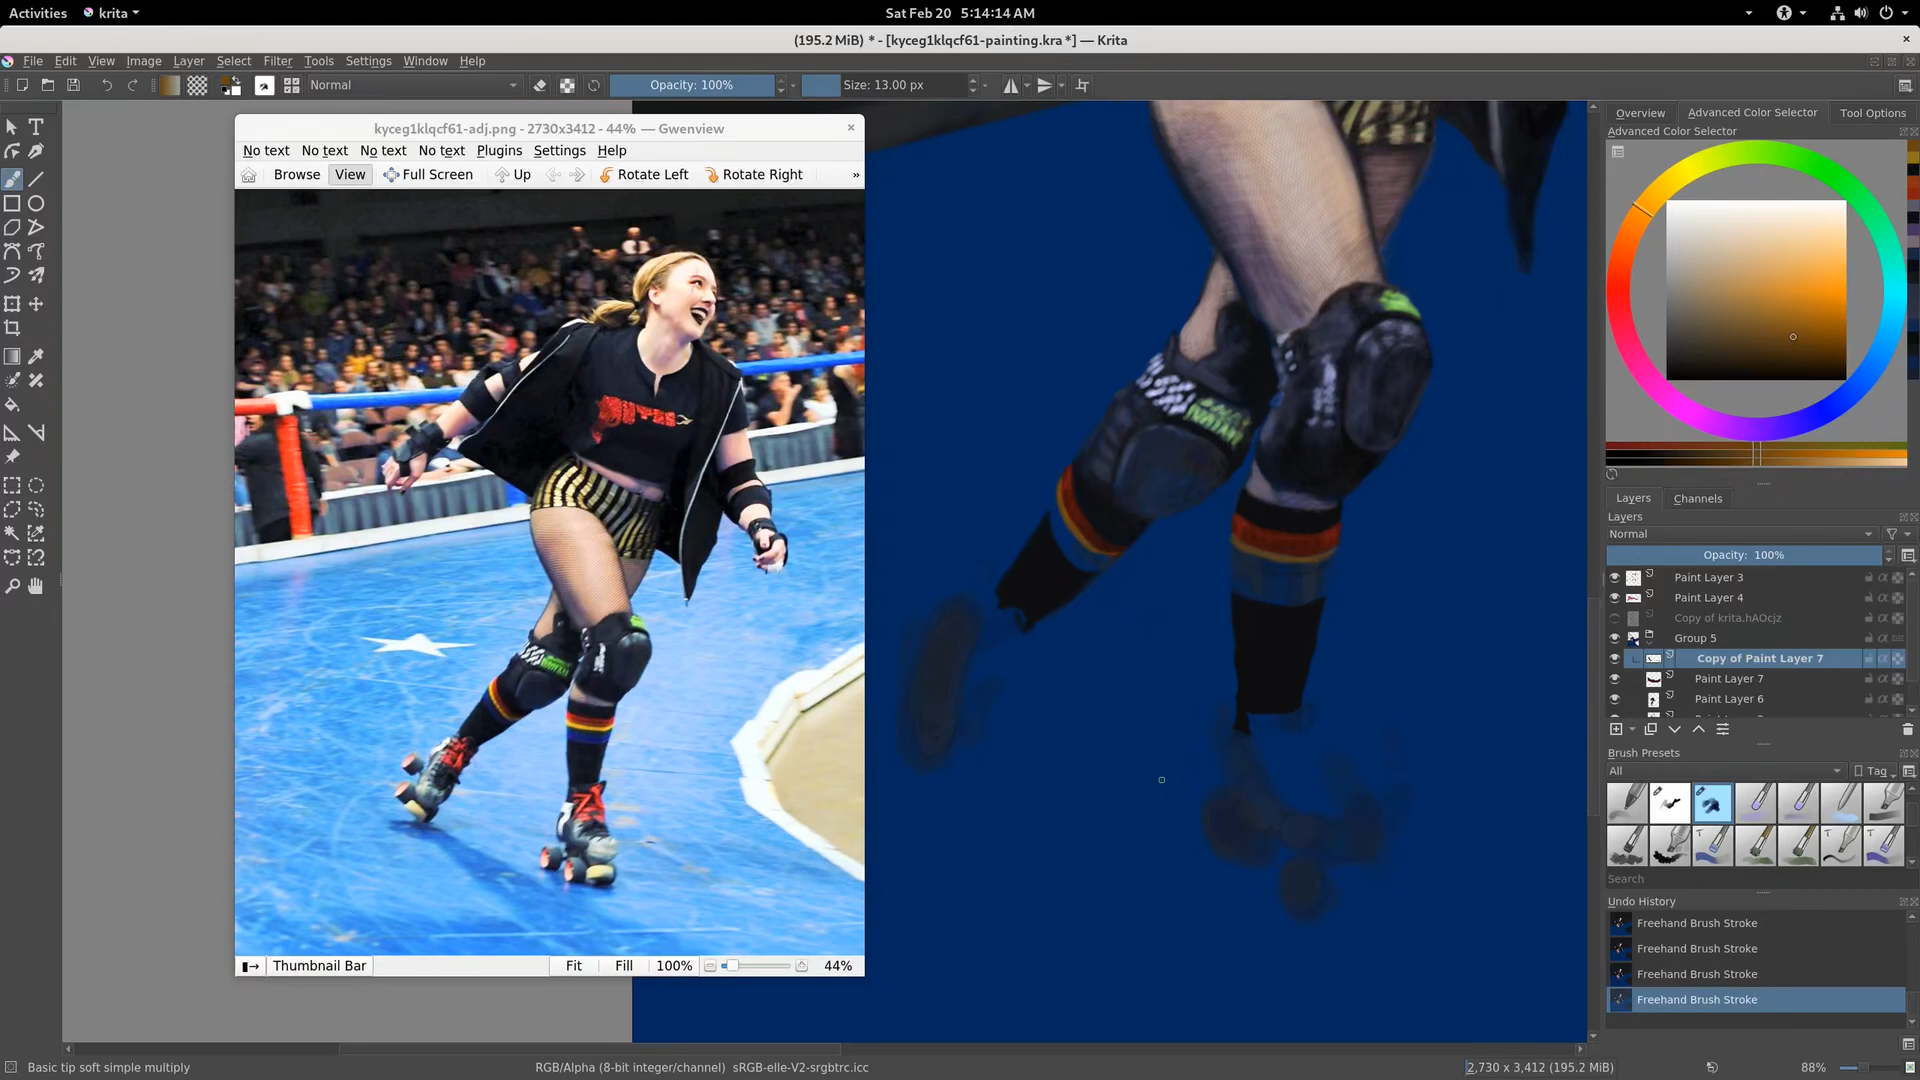 Activities krita Sat Feb 20 5:14:14 AM
(195.2 MiB) * - [kyceg1klqcf61-painting.kra *] — Krita
File Edit View Image Layer Select Filter Tools Settings Window Help
Normal Opacity: 100% Size: 13.00 px
kyceg1klqcf61-adj.png - 2730x3412 - 44% — Gwenview
No text No text No text No text Plugins Settings Help
Browse View Full Screen Up Rotate Left Rotate Right »
Thumbnail Bar Fit Fill 100% 44%
Overview Advanced Color Selector Tool Options
Advanced Color Selector
Layers Channels
Layers
Normal
Opacity: 100%
Paint Layer 3
Paint Layer 4
Copy of krita.hAOcjz
Group 5
Copy of Paint Layer 7
Paint Layer 7
Paint Layer 6
Brush Presets
All Tag
Search
Undo History
Freehand Brush Stroke
Freehand Brush Stroke
Freehand Brush Stroke
Freehand Brush Stroke
Basic tip soft simple multiply RGB/Alpha (8-bit integer/channel) sRGB-elle-V2-srgbtrc.icc 2,730 x 3,412 (195.2 MiB) 88%